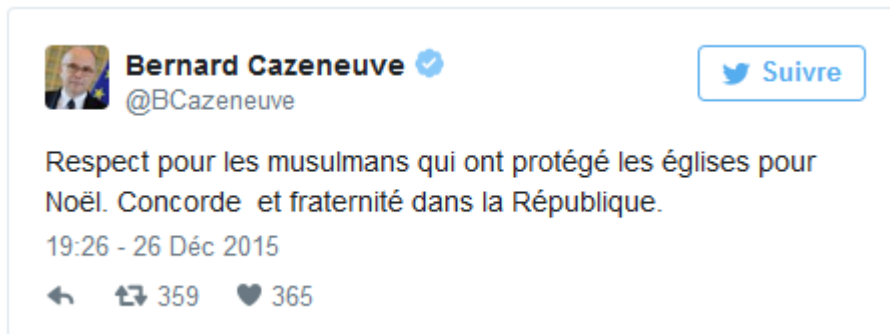 Bernard Cazeneuve
Suivre
@BCazeneuve
Respect pour les musulmans qui ont protégé les églises pour
Noël. Concorde  et fraternité dans la République.
19:26 - 26 Déc 2015
359 365